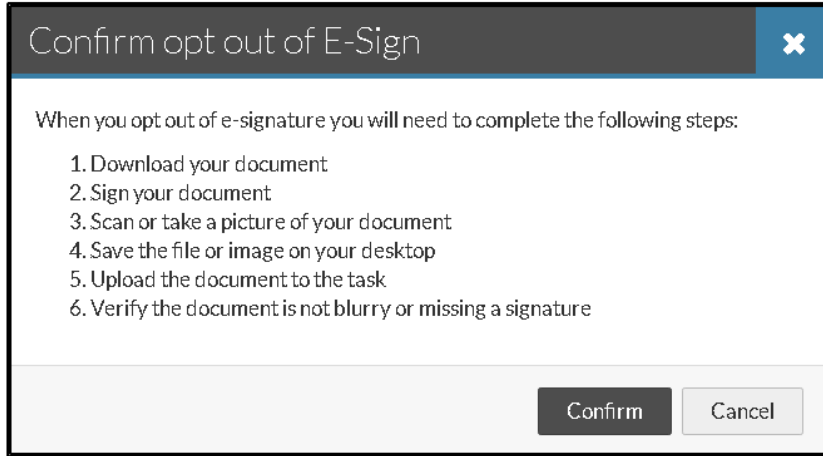 Confirm opt out of E-Sign
When you opt out of e-signature you will need to complete the following steps:
1. Download your document
2. Sign your document
3. Scan or take a picture of your document
4. Save the file or image on your desktop
5. Upload the document to the task
6. Verify the document is not blurry or missing a signature
Confirm Cancel